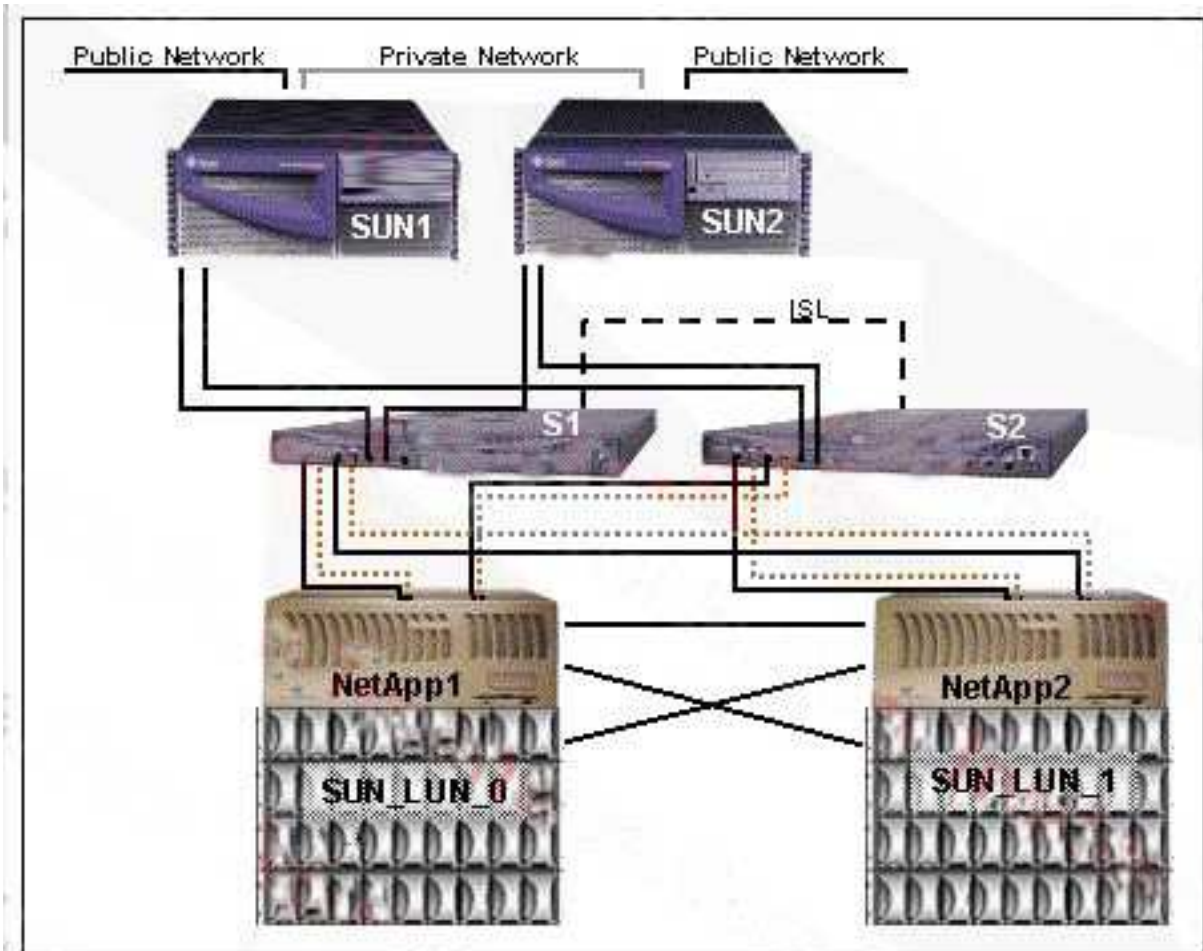 Public Network
Private Network
Public Network
SUN1
SUN2
ISL
S1
S2
NetApp1
NetApp2
SUN_LUN_0
SUN_LUN_1